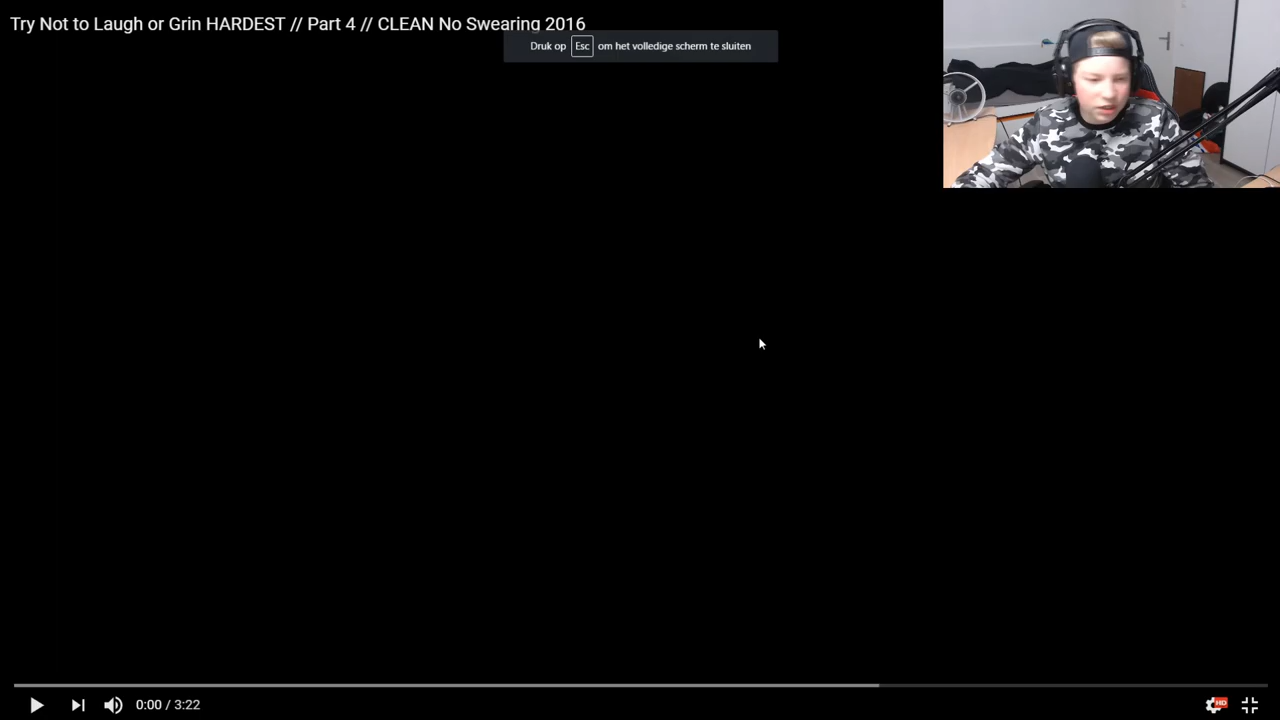 Try Not to Laugh or Grin HARDEST // Part 4 // CLEAN No Swearing 2016
Druk op Esc om het volledige scherm te sluiten
0:00 / 3:22
HD